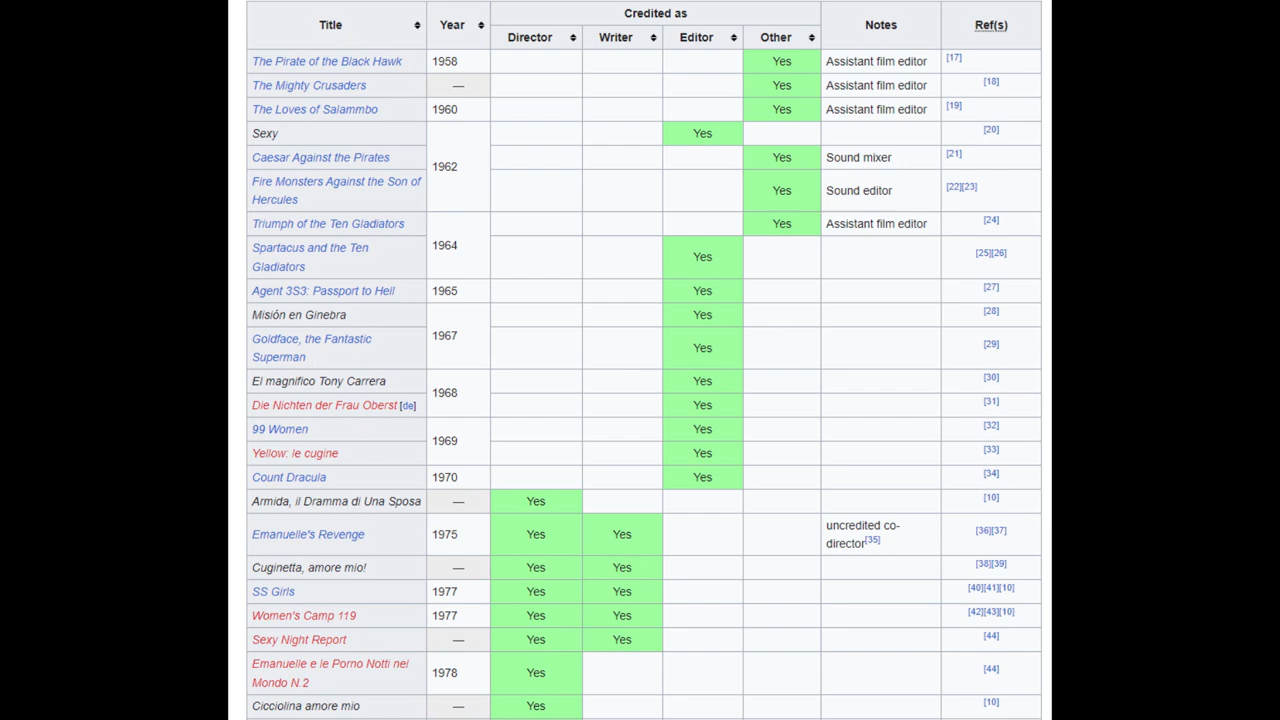 Title Year Credited as Notes Ref(s)
Director Writer Editor Other
The Pirate of the Black Hawk 1958 Yes Assistant film editor [17]
The Mighty Crusaders — Yes Assistant film editor [18]
The Loves of Salammbo 1960 Yes Assistant film editor [19]
Sexy 1962 Yes [20]
Caesar Against the Pirates Yes Sound mixer [21]
Fire Monsters Against the Son of
Hercules Yes Sound editor [22][23]
Triumph of the Ten Gladiators 1964 Yes Assistant film editor [24]
Spartacus and the Ten
Gladiators Yes [25][26]
Agent 3S3: Passport to Hell 1965 Yes [27]
Misión en Ginebra 1967 Yes [28]
Goldface, the Fantastic
Superman Yes [29]
El magnifico Tony Carrera 1968 Yes [30]
Die Nichten der Frau Oberst [de] Yes [31]
99 Women 1969 Yes [32]
Yellow: le cugine Yes [33]
Count Dracula 1970 Yes [34]
Armida, il Dramma di Una Sposa — Yes [10]
Emanuelle's Revenge 1975 Yes Yes uncredited co-
director[35] [36][37]
Cuginetta, amore mio! — Yes Yes [38][39]
SS Girls 1977 Yes Yes [40][41][10]
Women's Camp 119 1977 Yes Yes [42][43][10]
Sexy Night Report — Yes Yes [44]
Emanuelle e le Porno Notti nel
Mondo N.2 1978 Yes [44]
Cicciolina amore mio — Yes [10]